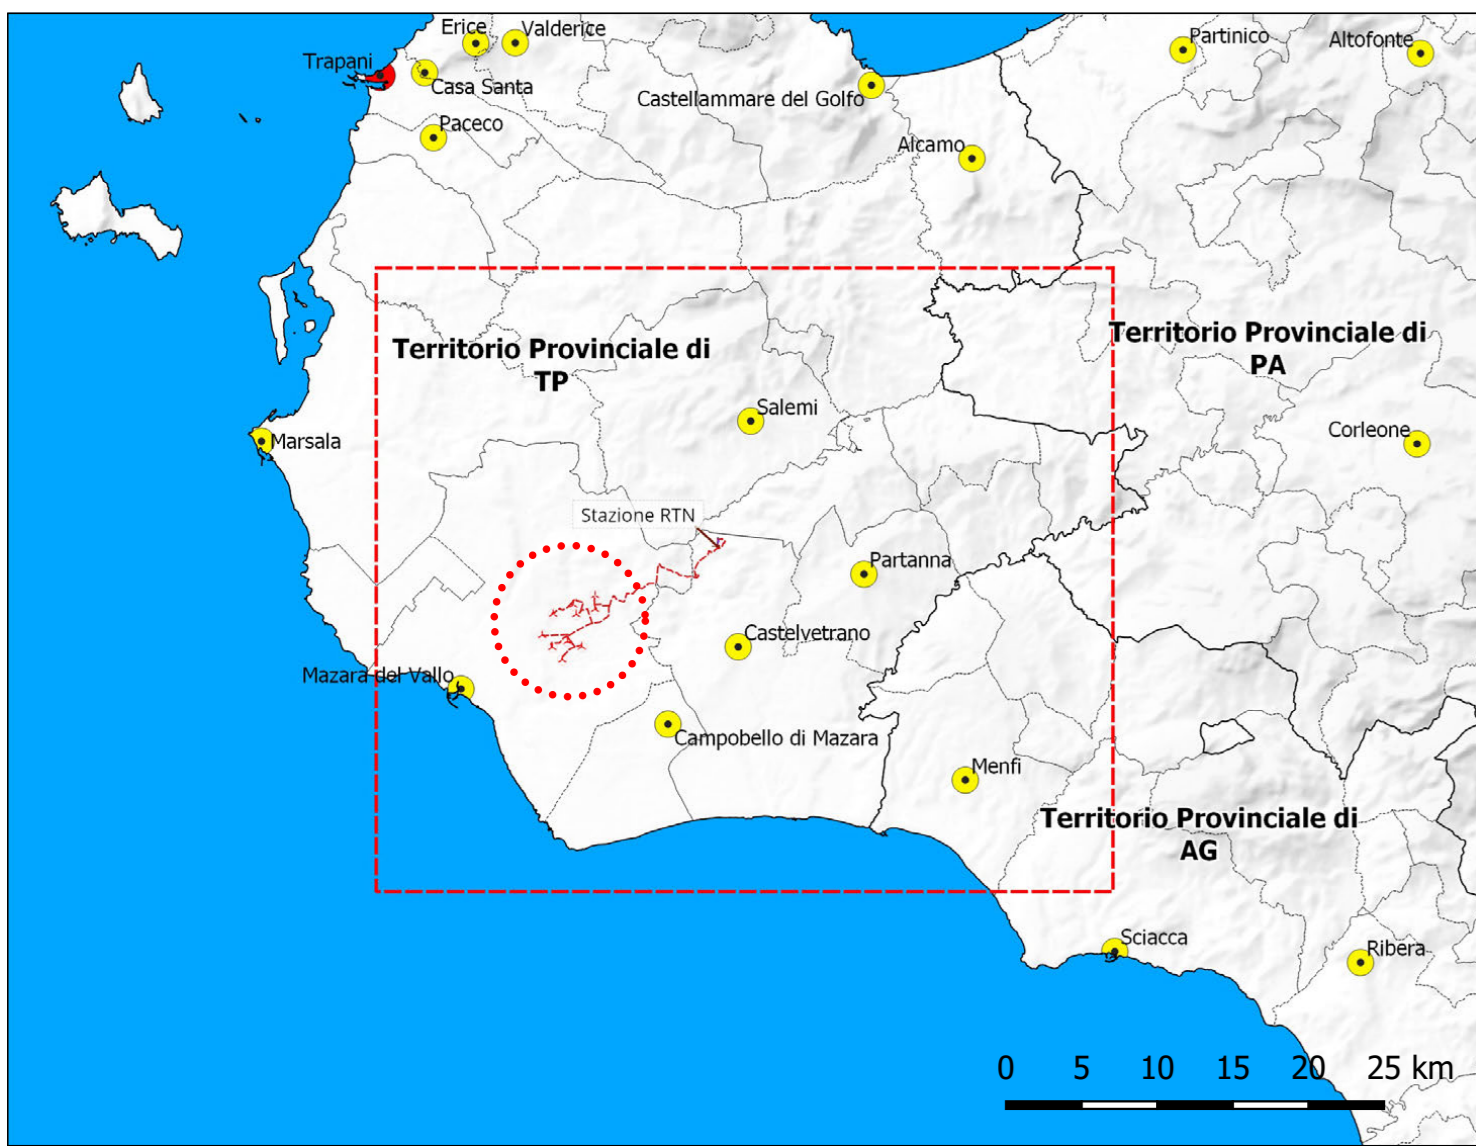 Erice
Valderice
Partinico
Altofonte
Trapani
Casa Santa
Castellammare del Golfo
Paceco
Alcamo
Territorio Provinciale di
TP
Territorio Provinciale di
PA
Salemi
Marsala
Corleone
Stazione RTN
Partanna
Castelvetrano
Mazara del Vallo
Campobello di Mazara
Menfi
Territorio Provinciale di
AG
Sciacca
Ribera
0 5 10 15 20 25 km